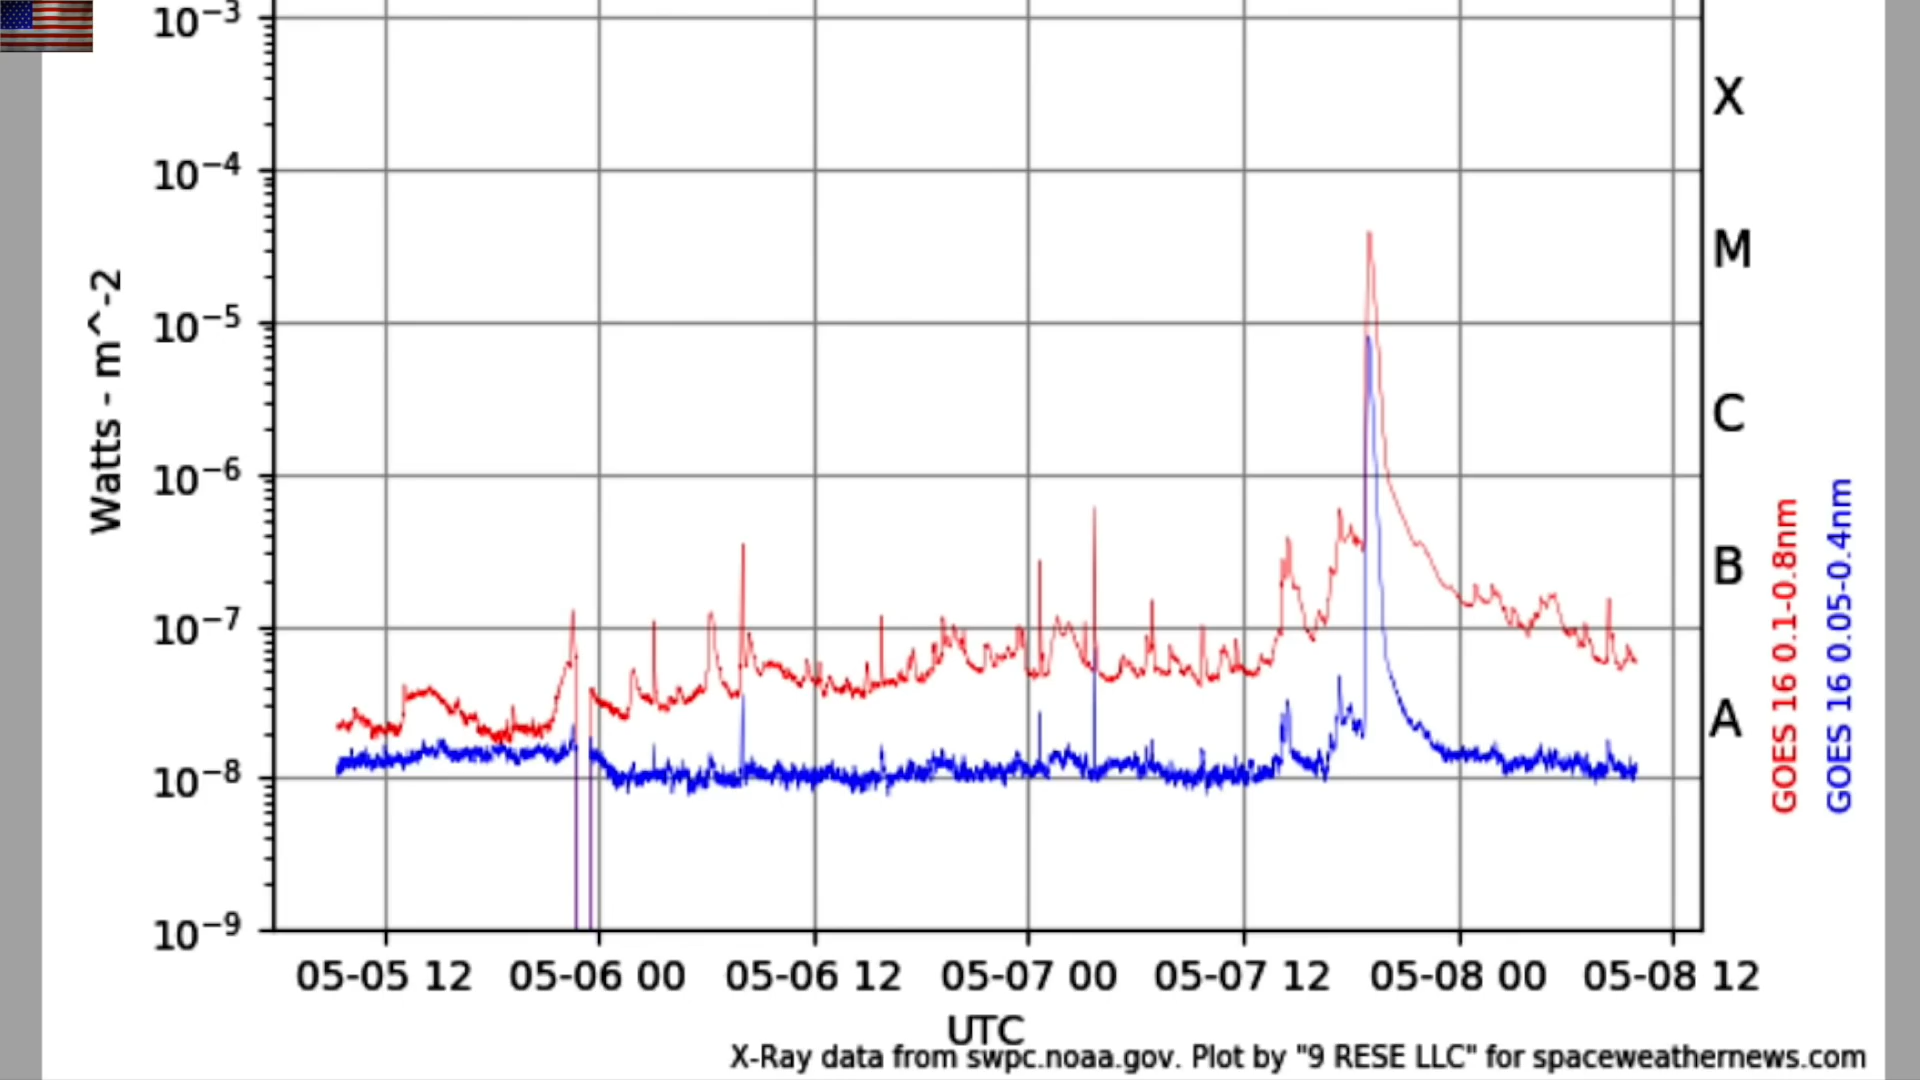 10−3
X
10−4
M
10−5
C
10−6
B
10−7
A
10−8
10−9
Watts - m^-2
GOES 16 0.1-0.8nm
GOES 16 0.05-0.4nm
05-05 12 05-06 00 05-06 12 05-07 00 05-07 12 05-08 00 05-08 12
UTC
X-Ray data from swpc.noaa.gov. Plot by "9 RESE LLC" for spaceweathernews.com